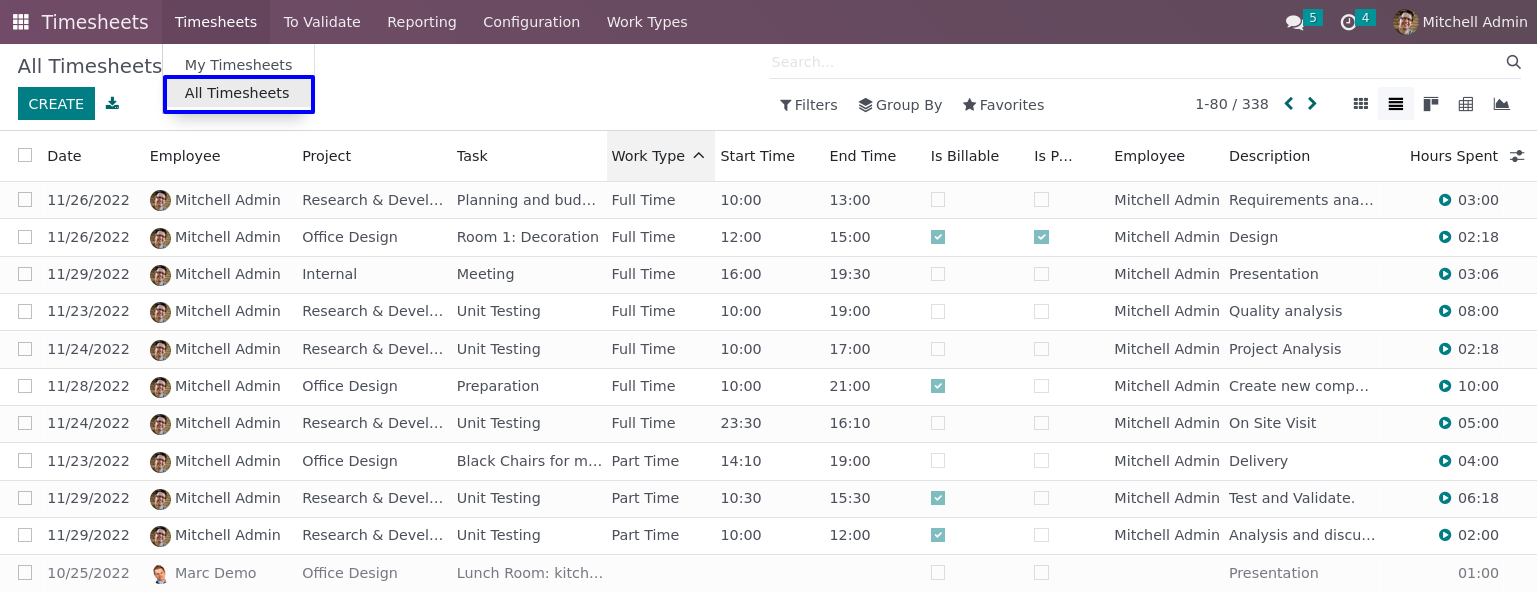 Timesheets Timesheets To Validate Reporting Configuration Work Types 5 4 Mitchell Admin
All Timesheets My Timesheets Search...
All Timesheets
CREATE Filters Group By Favorites 1-80 / 338
Date Employee Project Task Work Type Start Time End Time Is Billable Is P... Employee Description Hours Spent
11/26/2022 Mitchell Admin Research & Devel... Planning and bud... Full Time 10:00 13:00 Mitchell Admin Requirements ana... 03:00
11/26/2022 Mitchell Admin Office Design Room 1: Decoration Full Time 12:00 15:00 Mitchell Admin Design 02:18
11/29/2022 Mitchell Admin Internal Meeting Full Time 16:00 19:30 Mitchell Admin Presentation 03:06
11/23/2022 Mitchell Admin Research & Devel... Unit Testing Full Time 10:00 19:00 Mitchell Admin Quality analysis 08:00
11/24/2022 Mitchell Admin Research & Devel... Unit Testing Full Time 10:00 17:00 Mitchell Admin Project Analysis 02:18
11/28/2022 Mitchell Admin Office Design Preparation Full Time 10:00 21:00 Mitchell Admin Create new comp... 10:00
11/24/2022 Mitchell Admin Research & Devel... Unit Testing Full Time 23:30 16:10 Mitchell Admin On Site Visit 05:00
11/23/2022 Mitchell Admin Office Design Black Chairs for m... Part Time 14:10 19:00 Mitchell Admin Delivery 04:00
11/29/2022 Mitchell Admin Research & Devel... Unit Testing Part Time 10:30 15:30 Mitchell Admin Test and Validate. 06:18
11/29/2022 Mitchell Admin Research & Devel... Unit Testing Part Time 10:00 12:00 Mitchell Admin Analysis and discu... 02:00
10/25/2022 Marc Demo Office Design Lunch Room: kitch... Presentation 01:00